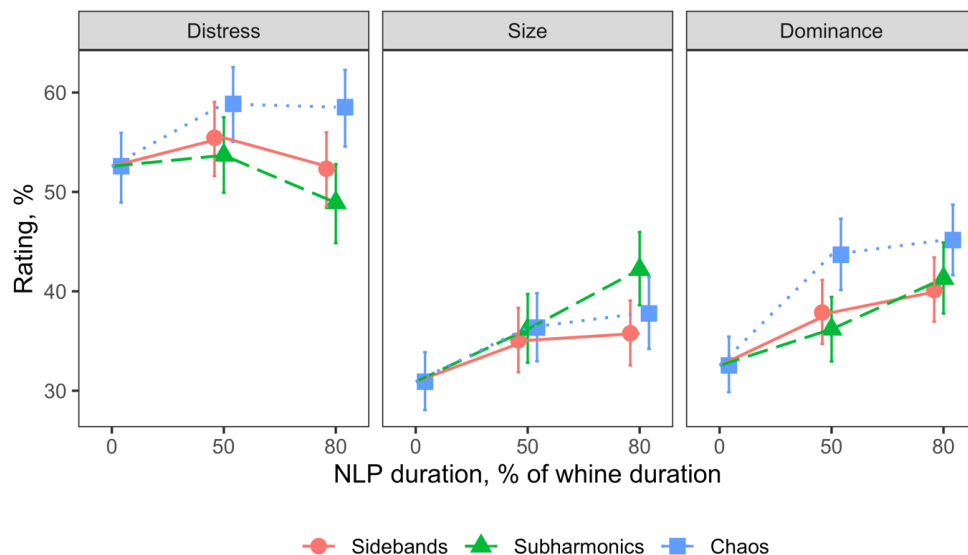 Distress Size Dominance
Rating, %
60
50
40
30
0 50 80 0 50 80 0 50 80
NLP duration, % of whine duration
Sidebands Subharmonics Chaos